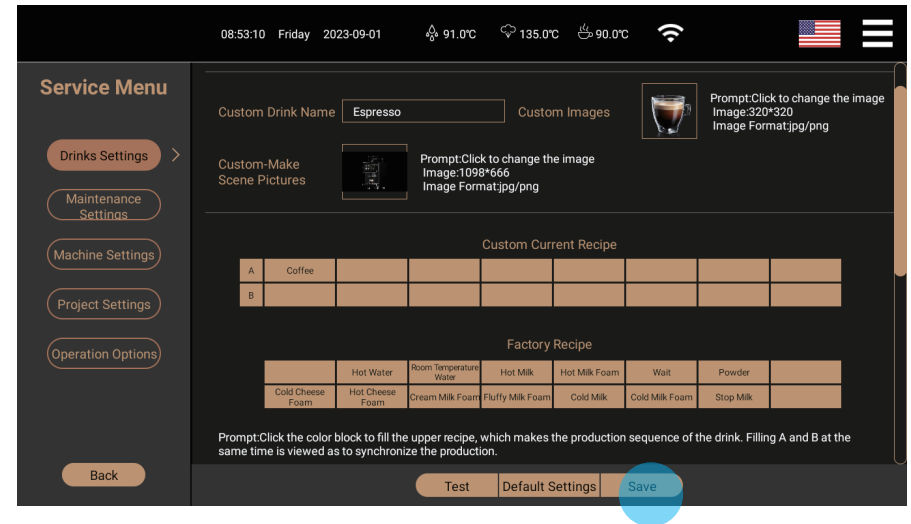 08:53:10 Friday 2023-09-01 91.0℃ 135.0℃ 90.0℃
Service Menu
Drinks Settings >
Maintenance
Settings
Machine Settings
Project Settings
Operation Options
Back
Custom Drink Name Espresso
Custom Images
Prompt:Click to change the image
Image:320*320
Image Format:jpg/png
Custom-Make
Scene Pictures
Prompt:Click to change the image
Image:1098*666
Image Format:jpg/png
Custom Current Recipe
A Coffee
B
Factory Recipe
Hot Water
Room Temperature
Water
Hot Milk
Hot Milk Foam
Wait
Powder
Cold Cheese
Foam
Hot Cheese
Foam
Cream Milk Foam
Fluffy Milk Foam
Cold Milk
Cold Milk Foam
Stop Milk
Prompt:Click the color block to fill the upper recipe, which makes the production sequence of the drink. Filling A and B at the
same time is viewed as to synchronize the production.
Test Default Settings Save